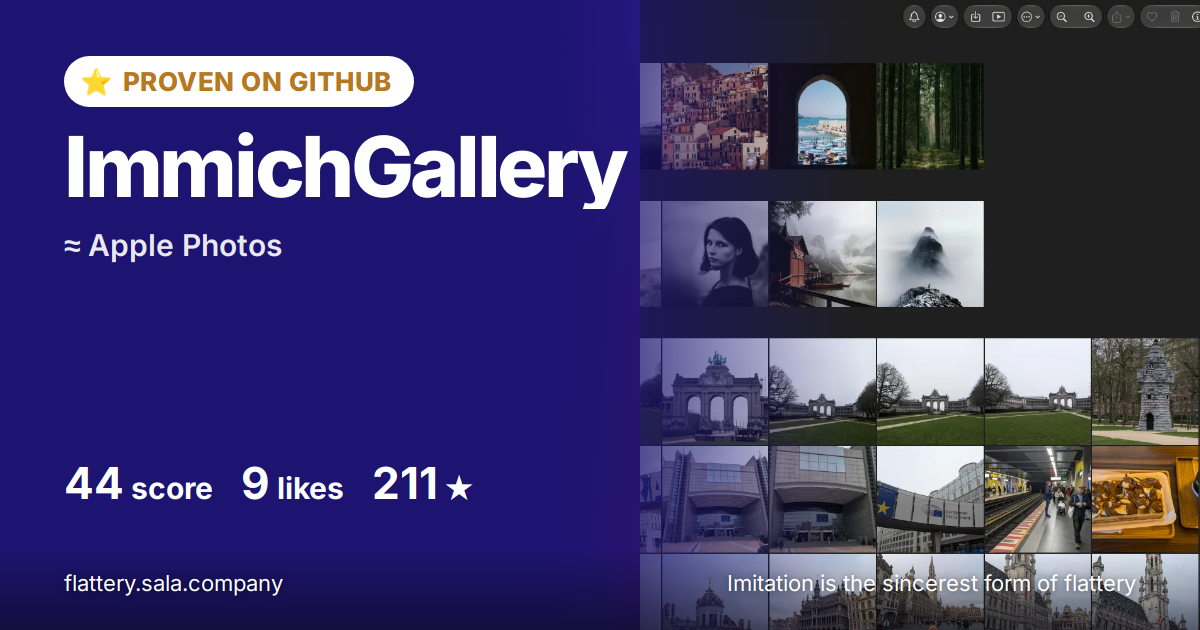 ⭐ PROVEN ON GITHUB
ImmichGallery
≈ Apple Photos
44 score 9 likes 211 ★
flattery.sala.company
Imitation is the sincerest form of flattery